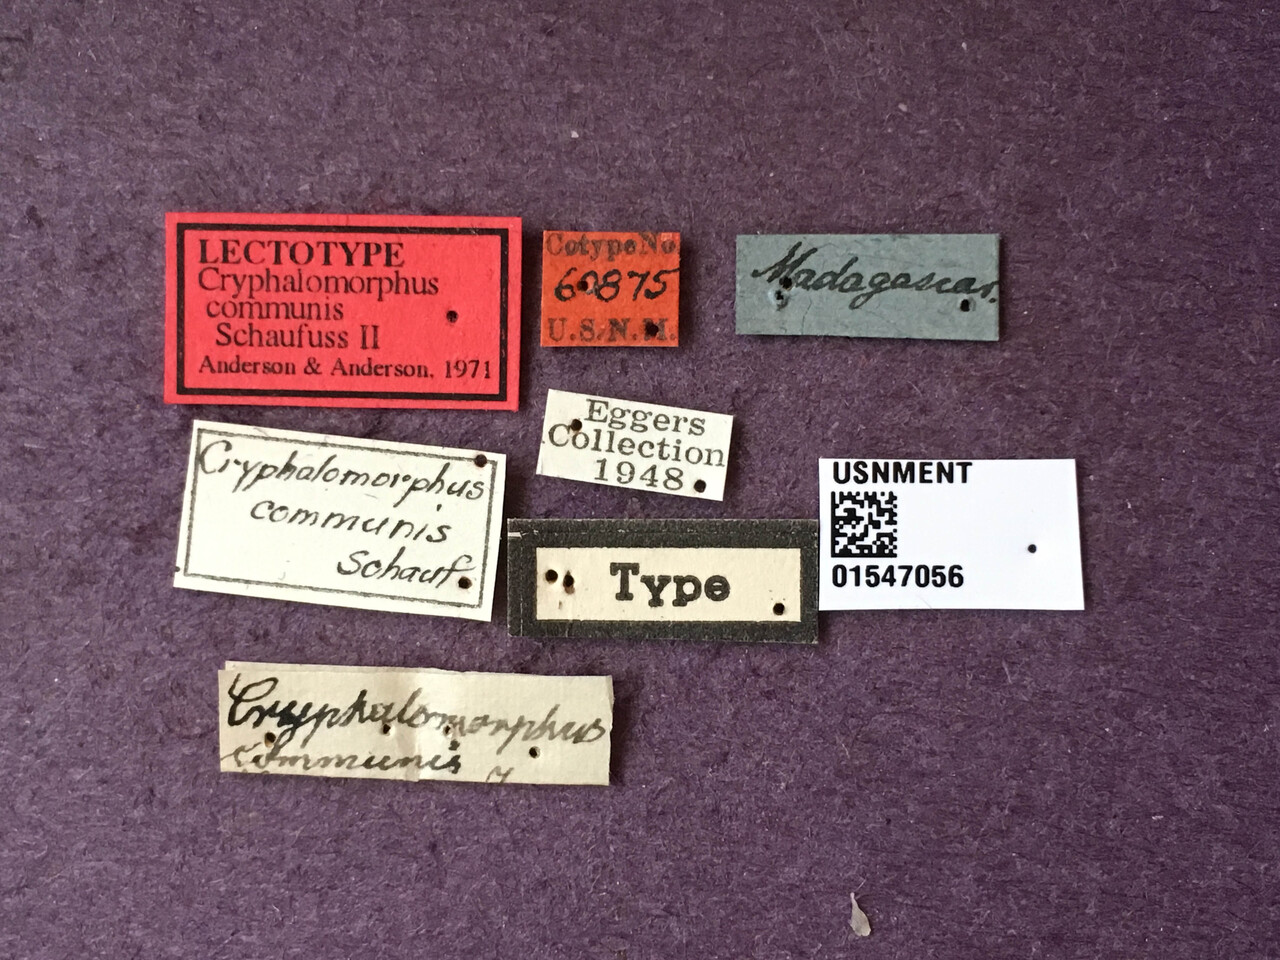 LECTOTYPE
Cryphalomorphus
communis
Schaufuss II
Anderson & Anderson, 1971
Cotype No
60875
U.S.N.M.
Madagascar.
Eggers
Collection
1948
Cryphalomorphus
communis
Schauf
Type
USNMENT
01547056
Cryphalomorphus
communis